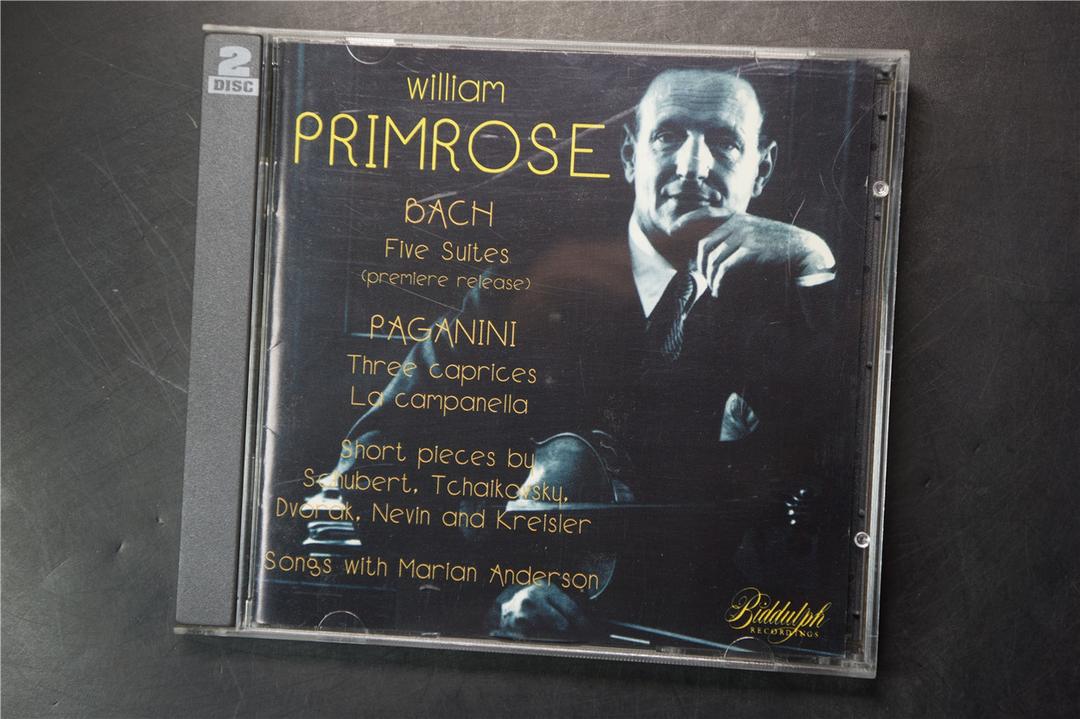 2
DISC
william
PRIMROSE
BACH
Five Suites
(premiere release)
PAGANINI
Three caprices
La campanella
Short pieces by
Schubert, Tchaikovsky,
Dvorak, Nevin and Kreisler
Songs with Marian Anderson
Biddulph
RECORDINGS